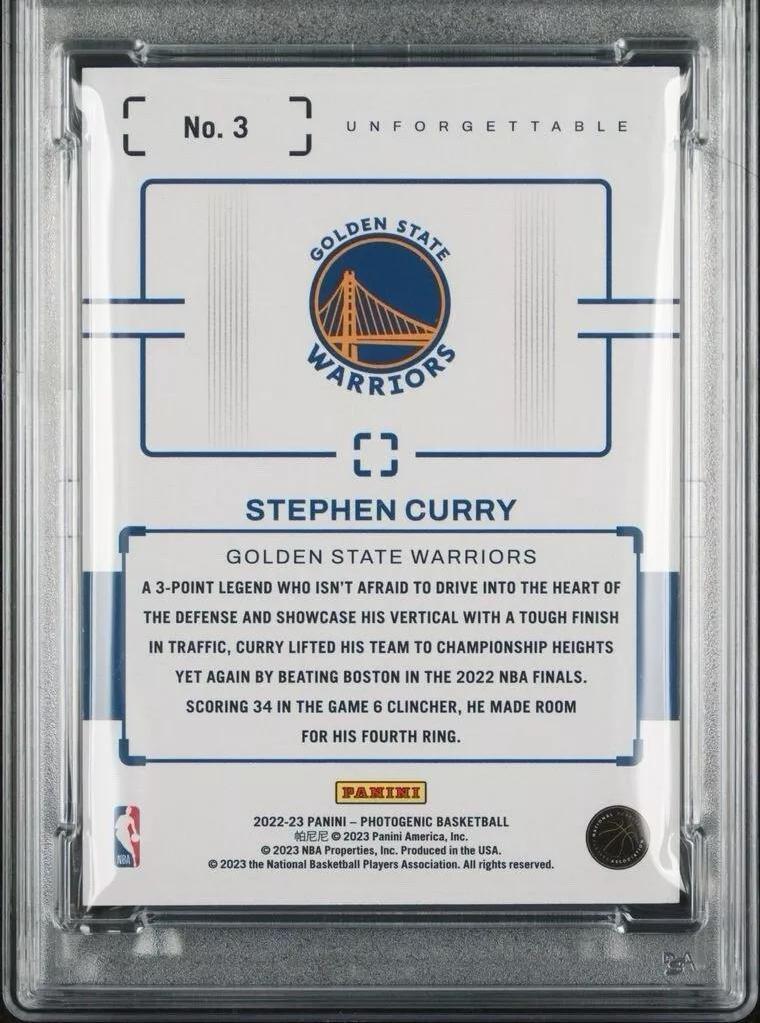 No. 3
UNFORGETTABLE
GOLDEN STATE
WARRIORS
STEPHEN CURRY
GOLDEN STATE WARRIORS
A 3-POINT LEGEND WHO ISN'T AFRAID TO DRIVE INTO THE HEART OF
THE DEFENSE AND SHOWCASE HIS VERTICAL WITH A TOUGH FINISH
IN TRAFFIC, CURRY LIFTED HIS TEAM TO CHAMPIONSHIP HEIGHTS
YET AGAIN BY BEATING BOSTON IN THE 2022 NBA FINALS.
SCORING 34 IN THE GAME 6 CLINCHER, HE MADE ROOM
FOR HIS FOURTH RING.
PANINI
2022-23 PANINI – PHOTOGENIC BASKETBALL
帕尼尼 © 2023 Panini America, Inc.
© 2023 NBA Properties, Inc. Produced in the USA.
© 2023 the National Basketball Players Association. All rights reserved.
NBA
NATIONAL
ASSOCIATION
PSA